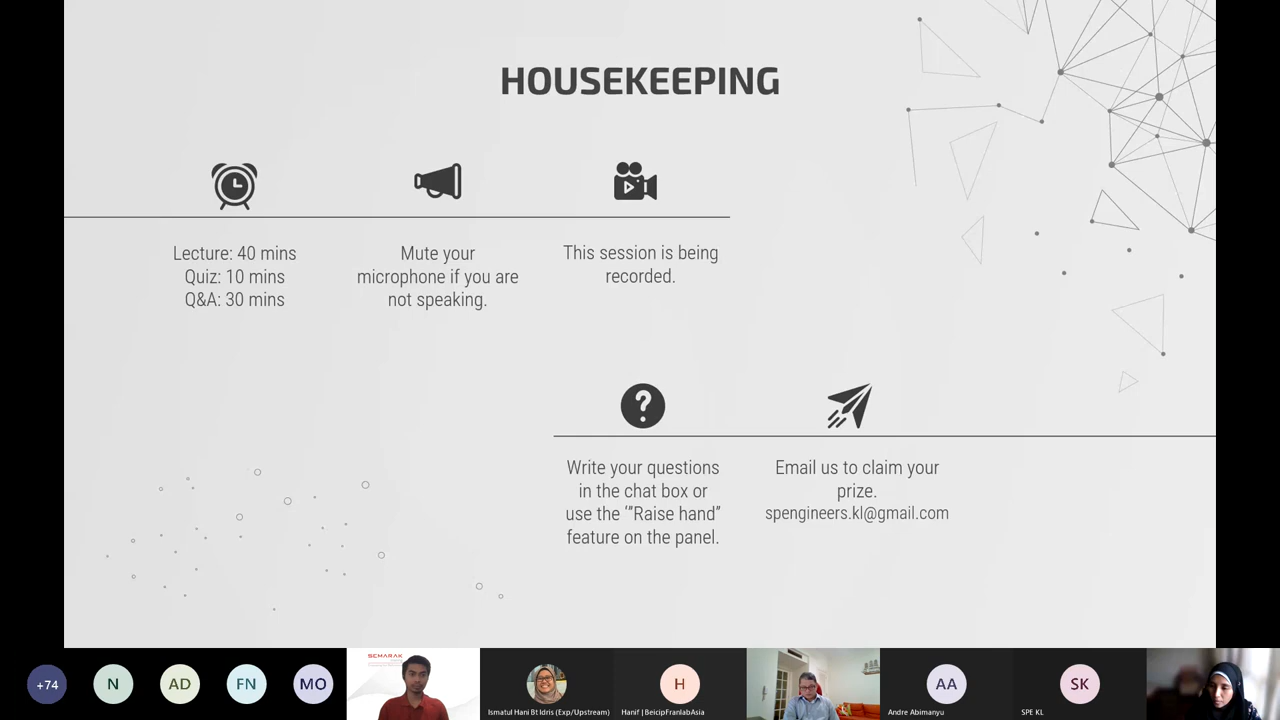 HOUSEKEEPING
Lecture: 40 mins
Quiz: 10 mins
Q&A: 30 mins
Mute your
microphone if you are
not speaking.
This session is being
recorded.
Write your questions
in the chat box or
use the '"Raise hand"
feature on the panel.
Email us to claim your
prize.
spengineers.kl@gmail.com
+74
N
AD
FN
MO
SEMARAK
Ismatul Hani Bt Idris (Exp/Upstream)
H
Hanif | BeicipFranlabAsia
AA
Andre Abimanyu
SK
SPE KL